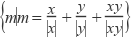 {m|m = x/|x| + y/|y| + xy/|xy|}